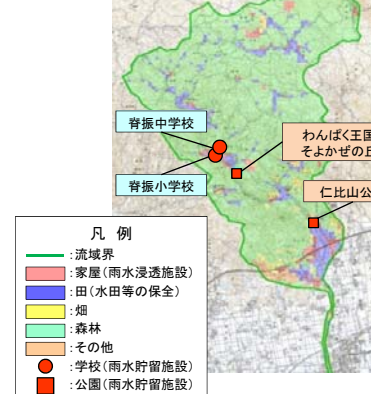 脊振中学校
わんぱく王国
そよかぜの丘
脊振小学校
仁比山公
凡 例
:流域界
:家屋(雨水浸透施設)
:田(水田等の保全)
:畑
:森林
:その他
:学校(雨水貯留施設)
:公園(雨水貯留施設)